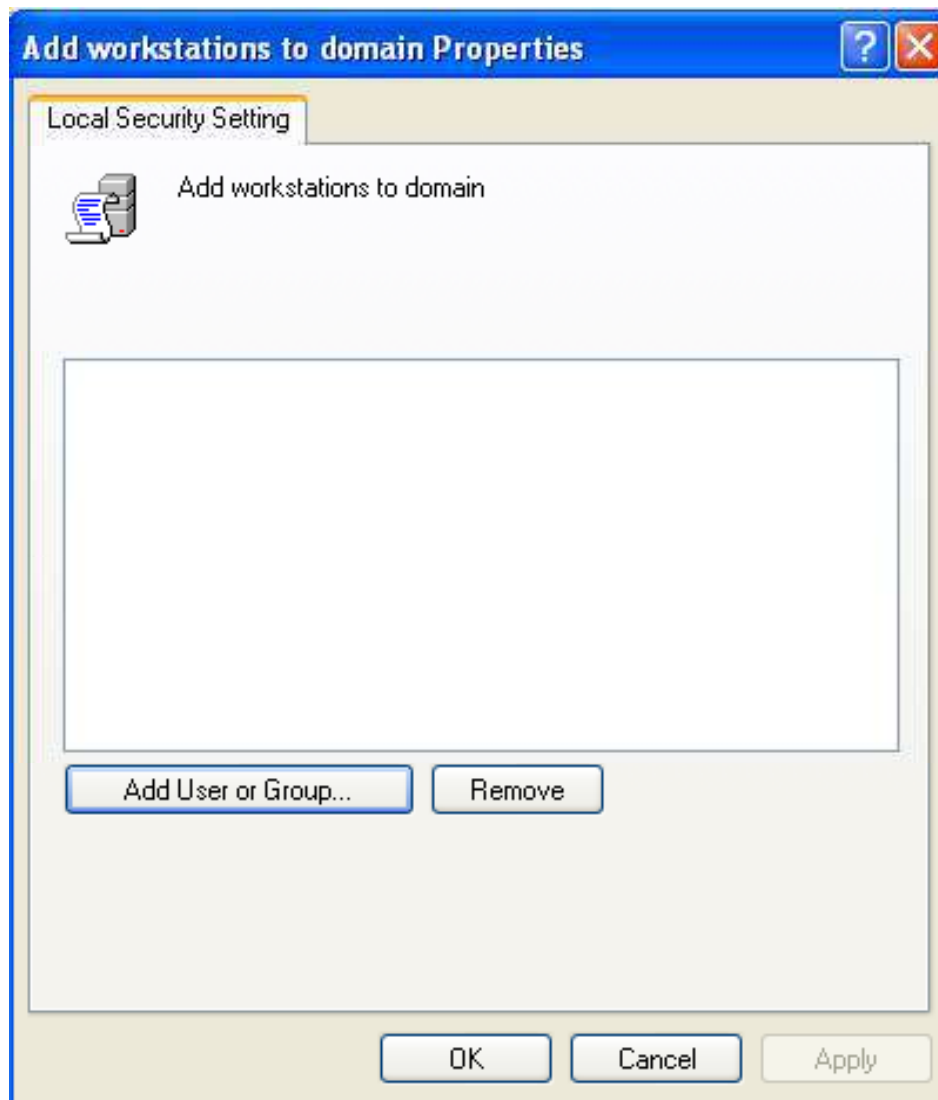 Add workstations to domain Properties
?
Local Security Setting
Add workstations to domain
Add User or Group... Remove
OK Cancel Apply